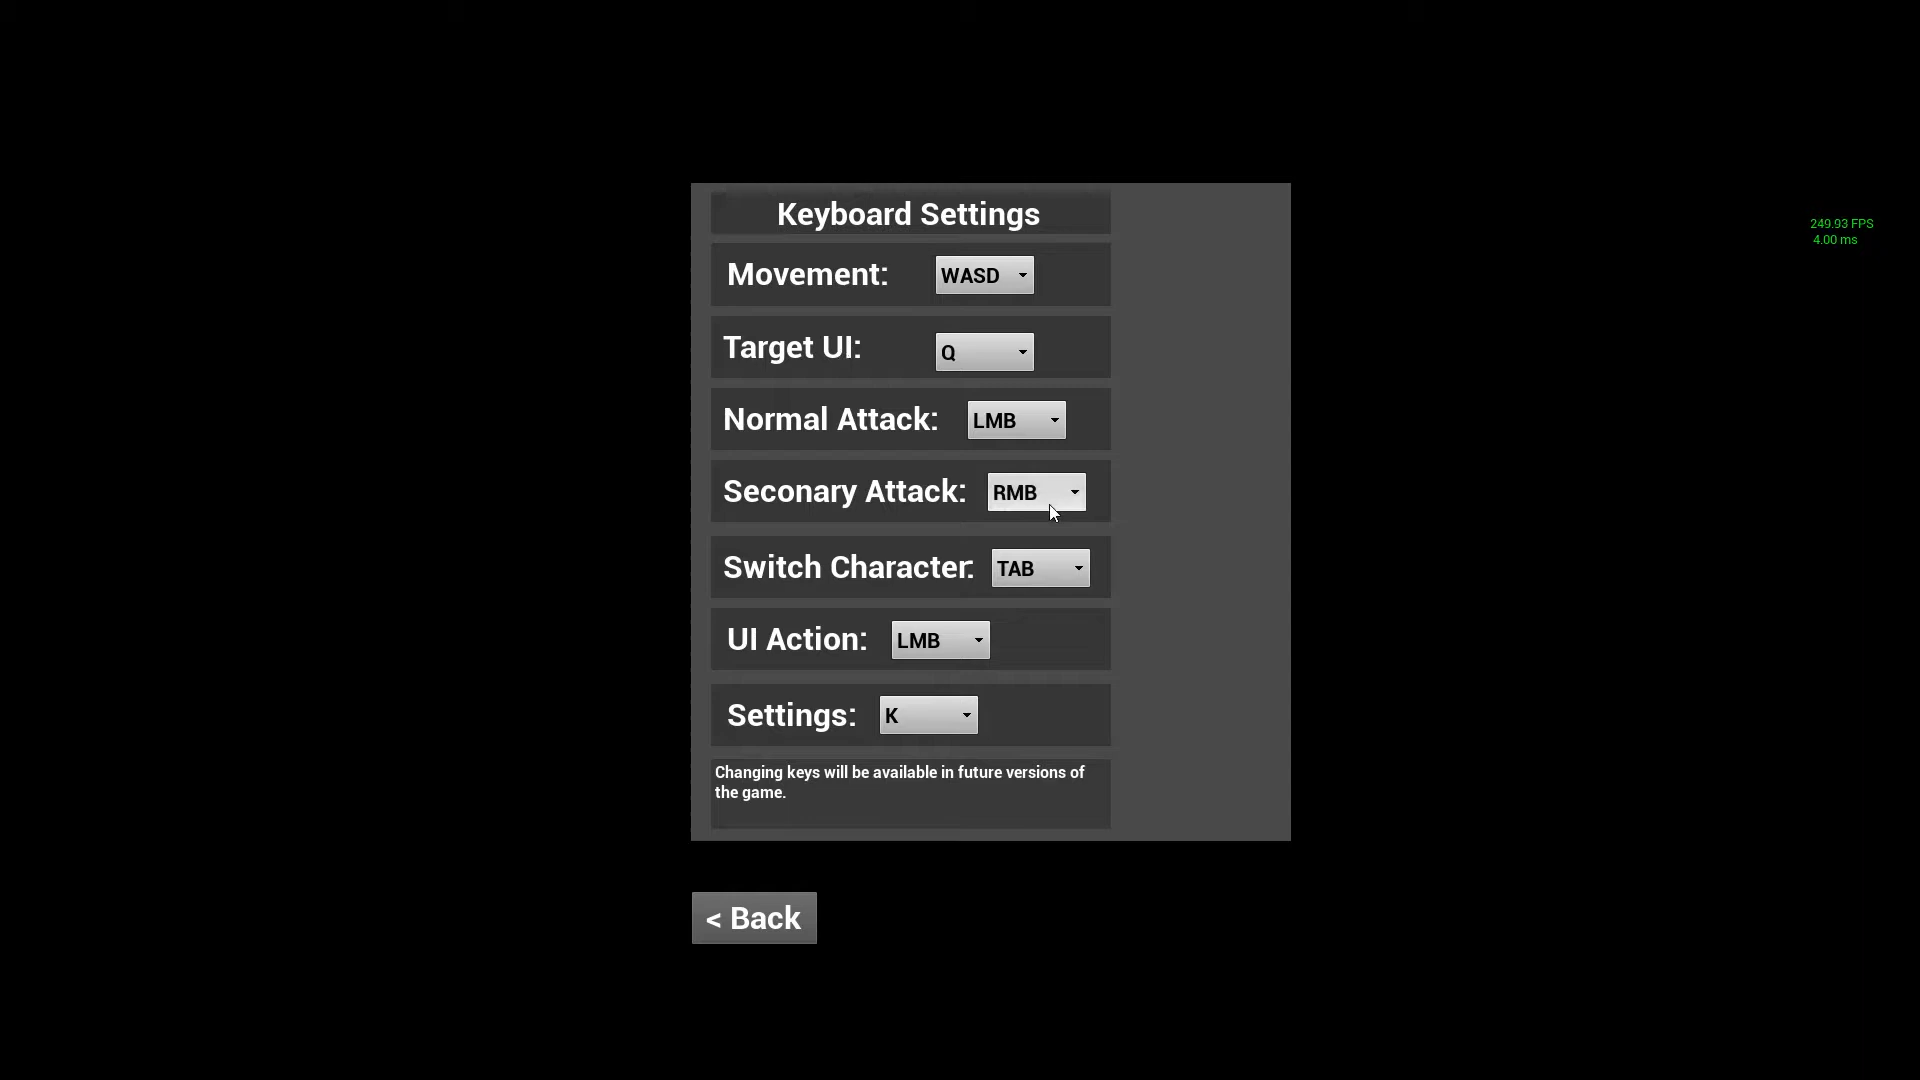 Keyboard Settings
249.93 FPS
4.00 ms
Movement: WASD
Target UI: Q
Normal Attack: LMB
Seconary Attack: RMB
Switch Character: TAB
UI Action: LMB
Settings: K
Changing keys will be available in future versions of
the game.
< Back